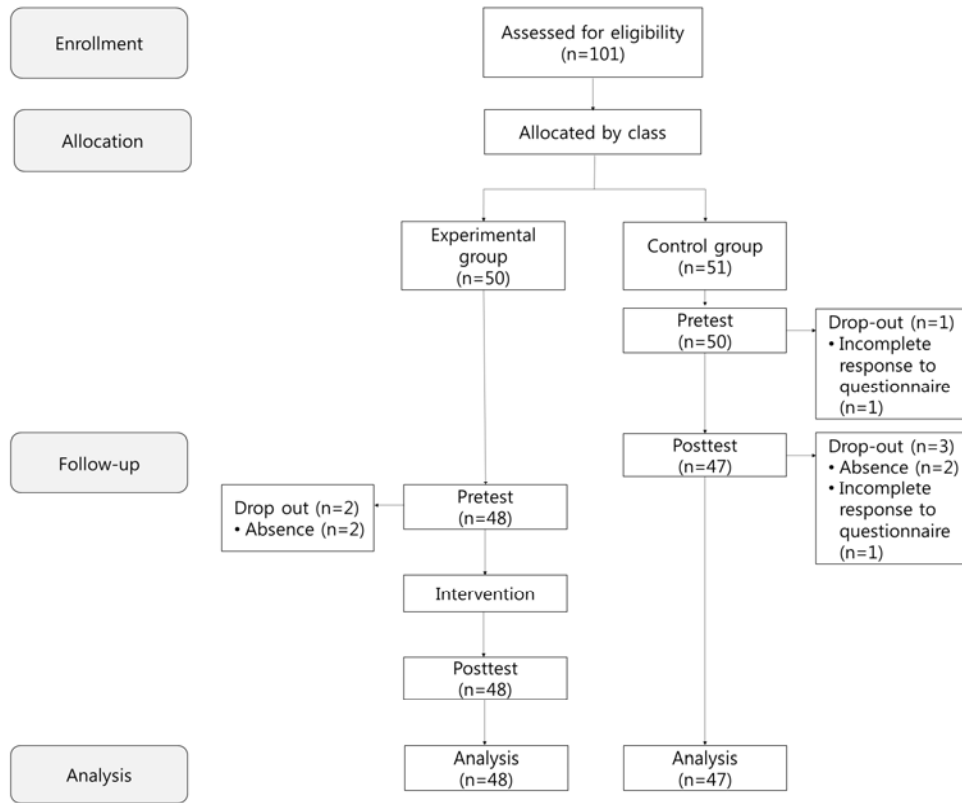 Enrollment
Assessed for eligibility
(n=101)
Allocation
Allocated by class
Experimental
group
(n=50)
Control group
(n=51)
Pretest
(n=50)
Drop-out (n=1)
• Incomplete
response to
questionnaire
(n=1)
Follow-up
Posttest
(n=47)
Drop-out (n=3)
• Absence (n=2)
• Incomplete
response to
questionnaire
(n=1)
Drop out (n=2)
• Absence (n=2)
Pretest
(n=48)
Intervention
Posttest
(n=48)
Analysis
Analysis
(n=48)
Analysis
(n=47)